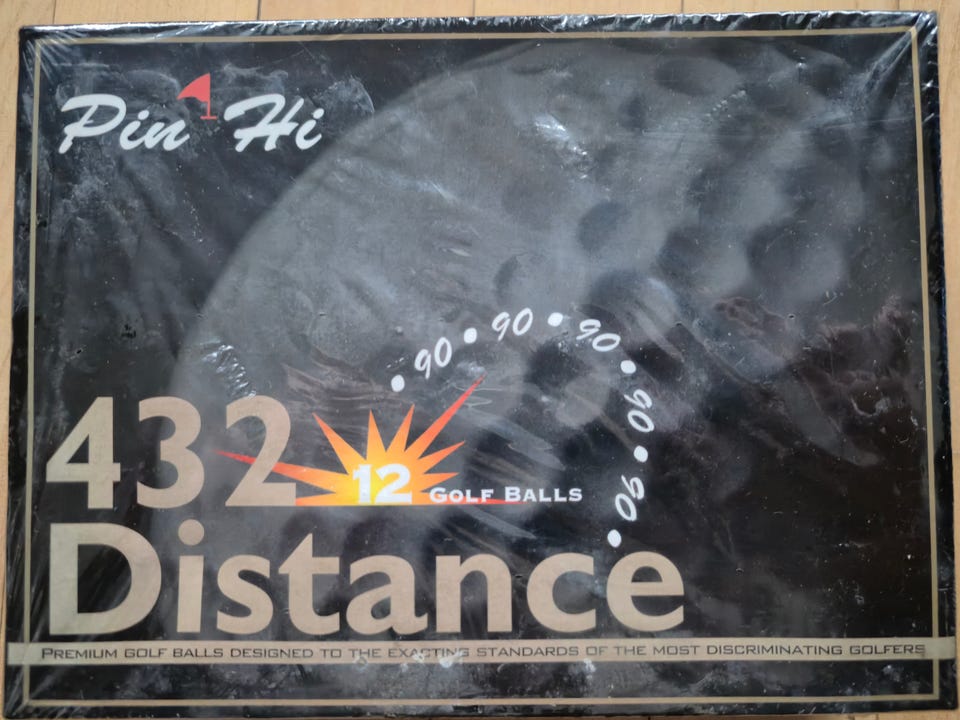 Pin Hi
90 • 90 • 90 • 90 • 90
432
12 GOLF BALLS
Distance
PREMIUM GOLF BALLS DESIGNED TO THE EXACTING STANDARDS OF THE MOST DISCRIMINATING GOLFERS